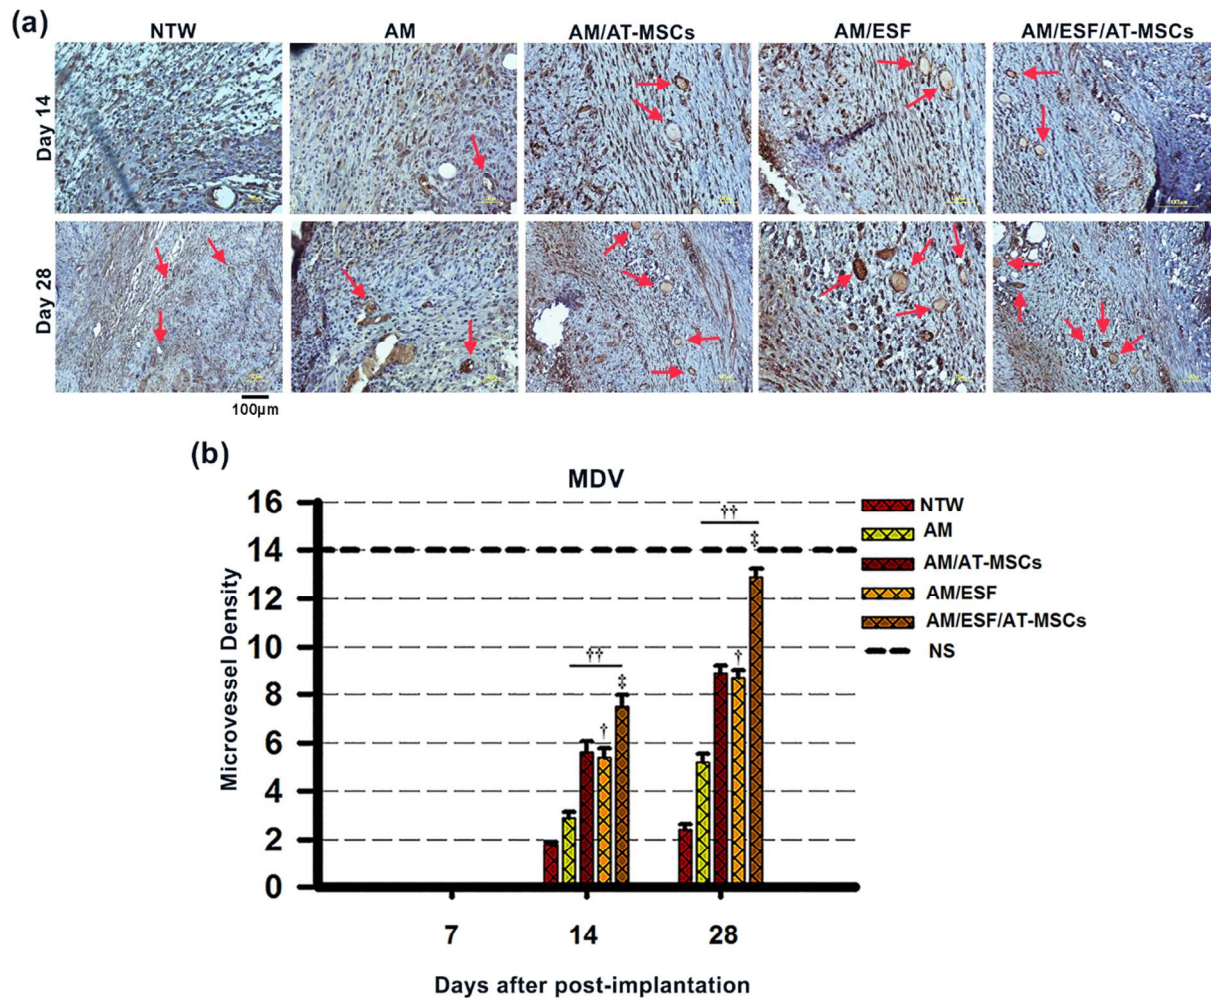 (a)
NTW AM AM/AT-MSCs AM/ESF AM/ESF/AT-MSCs
Day 14
Day 28
100µm
(b)
MDV
Microvessel Density
16
14
12
10
8
6
4
2
0
†† ‡ † †† ‡ †
7 14 28
Days after post-implantation
NTW
AM
AM/AT-MSCs
AM/ESF
AM/ESF/AT-MSCs
NS